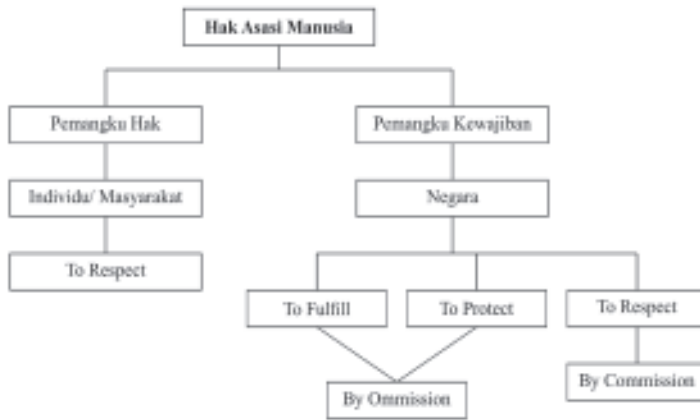 Hak Asasi Manusia
Pemangku Hak
Pemangku Kewajiban
Individu/ Masyarakat
Negara
To Respect
To Fulfill
To Protect
To Respect
By Commission
By Ommission